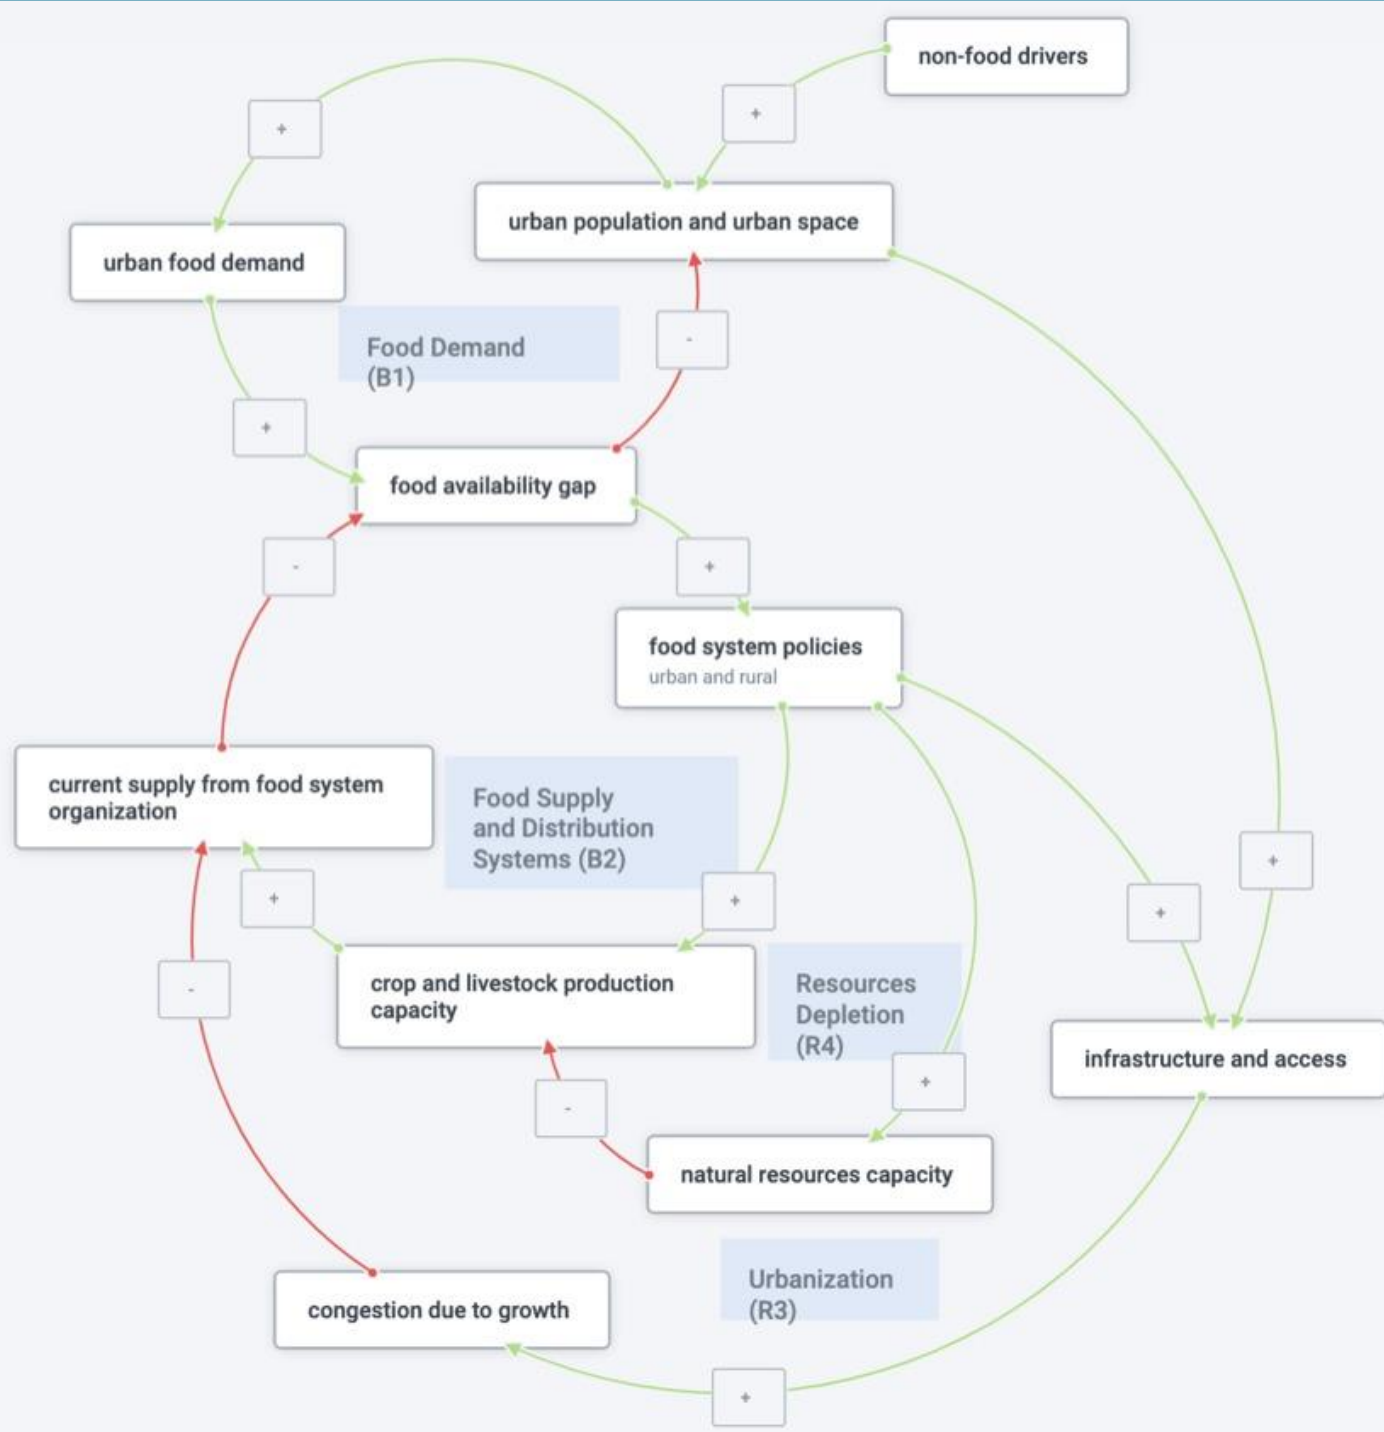 non-food drivers
+
+
urban population and urban space
urban food demand
-
Food Demand
(B1)
+
food availability gap
-
+
food system policies
urban and rural
current supply from food system
organization
Food Supply
and Distribution
Systems (B2)
+
+
+
+
-
crop and livestock production
capacity
Resources
Depletion
(R4)
infrastructure and access
+
-
natural resources capacity
Urbanization
(R3)
congestion due to growth
+